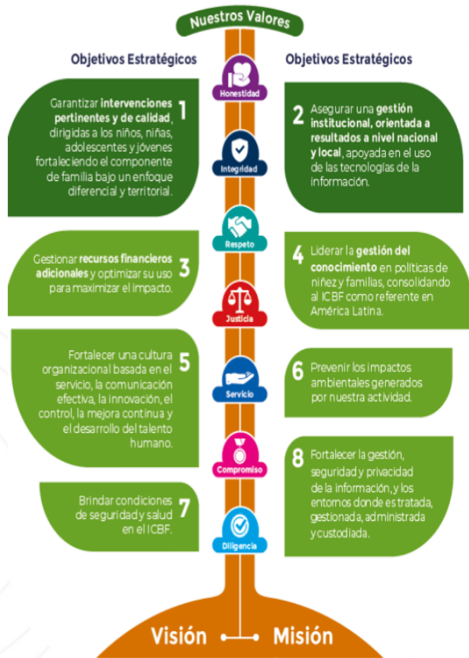 Nuestros Valores
Objetivos Estratégicos
Objetivos Estratégicos
Honestidad
1
Garantizar intervenciones
pertinentes y de calidad,
dirigidas a los niños, niñas,
adolescentes y jóvenes
fortaleciendo el componente
de familia bajo un enfoque
diferencial y territorial.
2
Asegurar una gestión
institucional, orientada a
resultados a nivel nacional
y local, apoyada en el uso
de las tecnologías de la
información.
Integridad
Respeto
3
Gestionar recursos financieros
adicionales y optimizar su uso
para maximizar el impacto.
4
Liderar la gestión del
conocimiento en políticas de
niñez y familias, consolidando
al ICBF como referente en
América Latina.
Justicia
5
Fortalecer una cultura
organizacional basada en el
servicio, la comunicación
efectiva, la innovación, el
control, la mejora continua y
el desarrollo del talento
humano.
6
Prevenir los impactos
ambientales generados
por nuestra actividad.
Servicio
Compromiso
7
Brindar condiciones
de seguridad y salud
en el ICBF.
8
Fortalecer la gestión,
seguridad y privacidad
de la información, y los
entornos donde es tratada,
gestionada, administrada
y custodiada.
Diligencia
Visión
Misión